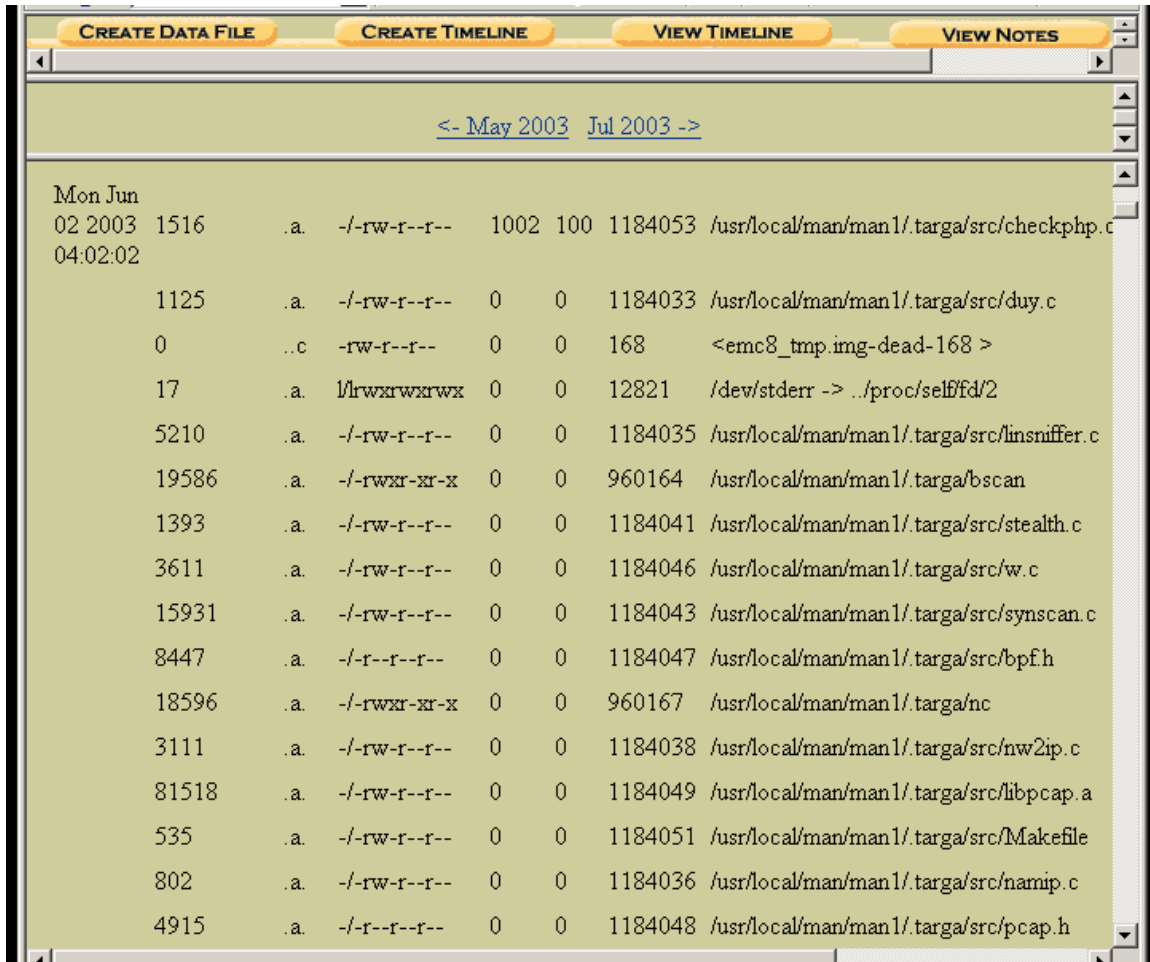 CREATE DATA FILE CREATE TIMELINE VIEW TIMELINE VIEW NOTES
<- May 2003 Jul 2003 ->
Mon Jun
02 2003 1516 .a. -/-rw-r--r-- 1002 100 1184053 /usr/local/man/man1/.targa/src/checkphp.c
04:02:02
1125 .a. -/-rw-r--r-- 0 0 1184033 /usr/local/man/man1/.targa/src/duy.c
0 ..c -rw-r--r-- 0 0 168 <emc8_tmp.img-dead-168 >
17 .a. l/lrwxrwxrwx 0 0 12821 /dev/stderr -> ../proc/self/fd/2
5210 .a. -/-rw-r--r-- 0 0 1184035 /usr/local/man/man1/.targa/src/linsniffer.c
19586 .a. -/-rwxr-xr-x 0 0 960164 /usr/local/man/man1/.targa/bscan
1393 .a. -/-rw-r--r-- 0 0 1184041 /usr/local/man/man1/.targa/src/stealth.c
3611 .a. -/-rw-r--r-- 0 0 1184046 /usr/local/man/man1/.targa/src/w.c
15931 .a. -/-rw-r--r-- 0 0 1184043 /usr/local/man/man1/.targa/src/synscan.c
8447 .a. -/-r--r--r-- 0 0 1184047 /usr/local/man/man1/.targa/src/bpf.h
18596 .a. -/-rwxr-xr-x 0 0 960167 /usr/local/man/man1/.targa/nc
3111 .a. -/-rw-r--r-- 0 0 1184038 /usr/local/man/man1/.targa/src/nw2ip.c
81518 .a. -/-rw-r--r-- 0 0 1184049 /usr/local/man/man1/.targa/src/libpcap.a
535 .a. -/-rw-r--r-- 0 0 1184051 /usr/local/man/man1/.targa/src/Makefile
802 .a. -/-rw-r--r-- 0 0 1184036 /usr/local/man/man1/.targa/src/namip.c
4915 .a. -/-r--r--r-- 0 0 1184048 /usr/local/man/man1/.targa/src/pcap.h